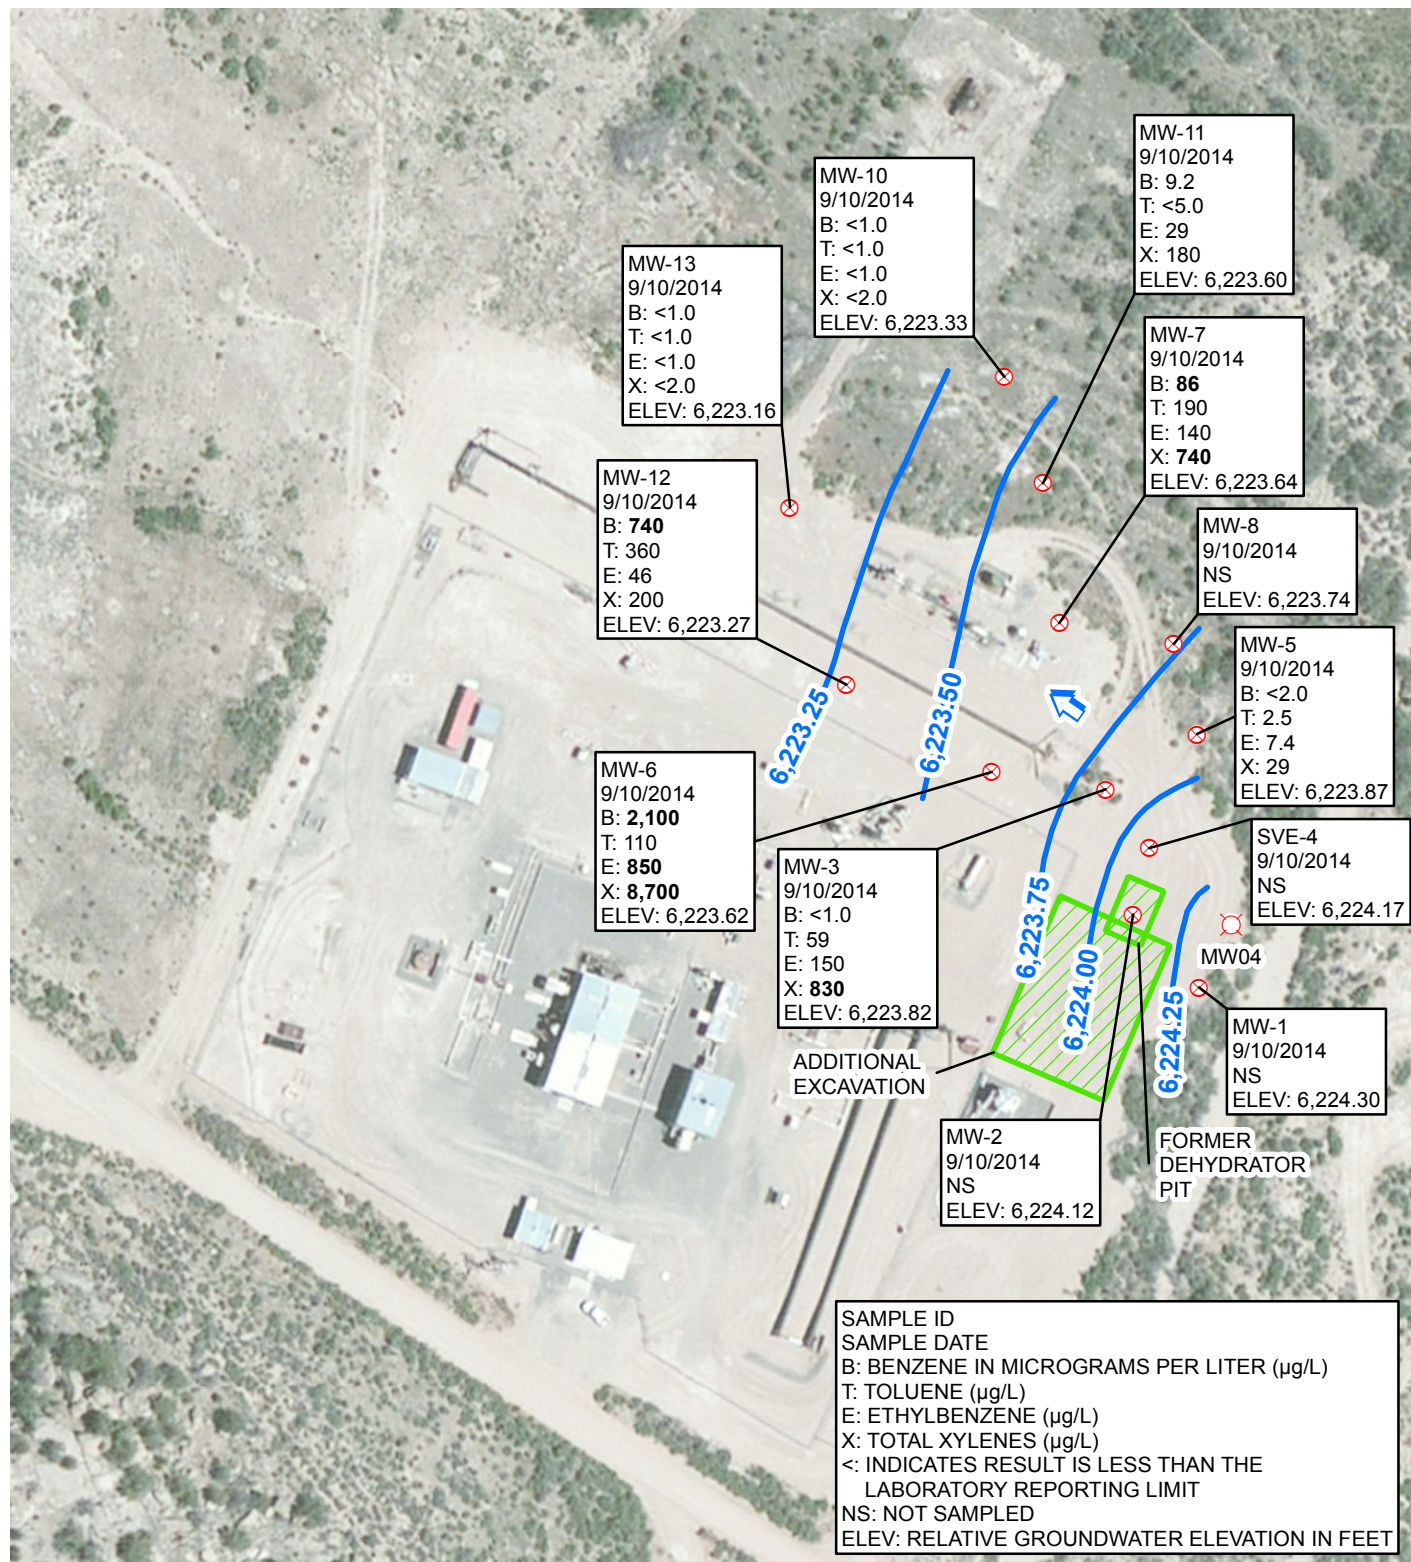 MW-11
9/10/2014
B: 9.2
T: <5.0
E: 29
X: 180
ELEV: 6,223.60
MW-10
9/10/2014
B: <1.0
T: <1.0
E: <1.0
X: <2.0
ELEV: 6,223.33
MW-13
9/10/2014
B: <1.0
T: <1.0
E: <1.0
X: <2.0
ELEV: 6,223.16
MW-7
9/10/2014
B: 86
T: 190
E: 140
X: 740
ELEV: 6,223.64
MW-12
9/10/2014
B: 740
T: 360
E: 46
X: 200
ELEV: 6,223.27
MW-8
9/10/2014
NS
ELEV: 6,223.74
MW-5
9/10/2014
B: <2.0
T: 2.5
E: 7.4
X: 29
ELEV: 6,223.87
6,223.25
6,223.50
MW-6
9/10/2014
B: 2,100
T: 110
E: 850
X: 8,700
ELEV: 6,223.62
SVE-4
9/10/2014
NS
ELEV: 6,224.17
MW-3
9/10/2014
B: <1.0
T: 59
E: 150
X: 830
ELEV: 6,223.82
6,223.75
6,224.00
6,224.25
MW04
MW-1
9/10/2014
NS
ELEV: 6,224.30
ADDITIONAL
EXCAVATION
MW-2
9/10/2014
NS
ELEV: 6,224.12
FORMER
DEHYDRATOR
PIT
SAMPLE ID
SAMPLE DATE
B: BENZENE IN MICROGRAMS PER LITER (µg/L)
T: TOLUENE (µg/L)
E: ETHYLBENZENE (µg/L)
X: TOTAL XYLENES (µg/L)
<: INDICATES RESULT IS LESS THAN THE
LABORATORY REPORTING LIMIT
NS: NOT SAMPLED
ELEV: RELATIVE GROUNDWATER ELEVATION IN FEET